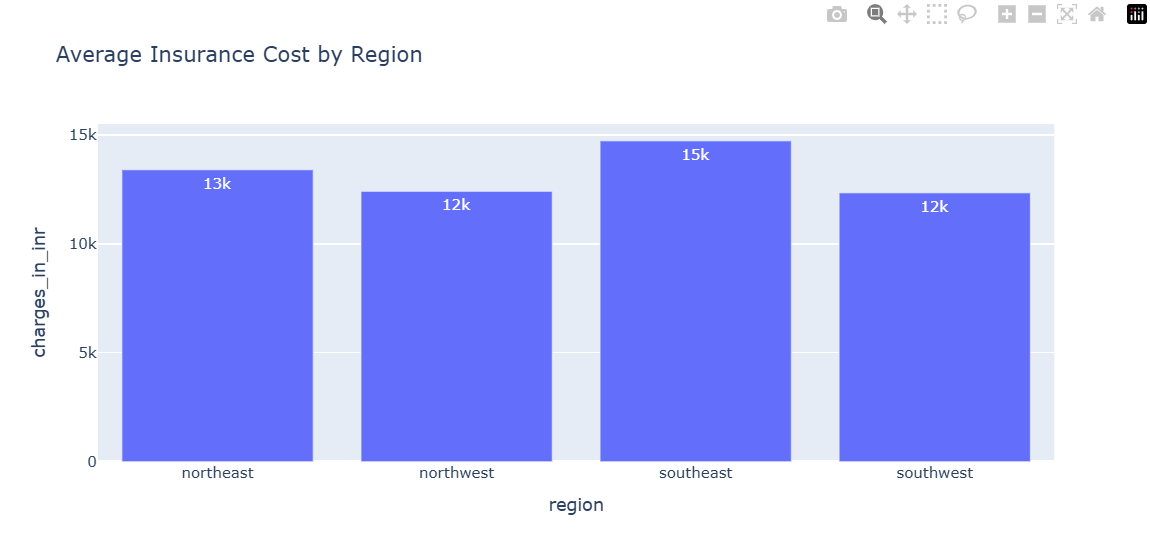 Average Insurance Cost by Region
charges_in_inr
15k
10k
5k
0
13k
12k
15k
12k
northeast
northwest
southeast
southwest
region